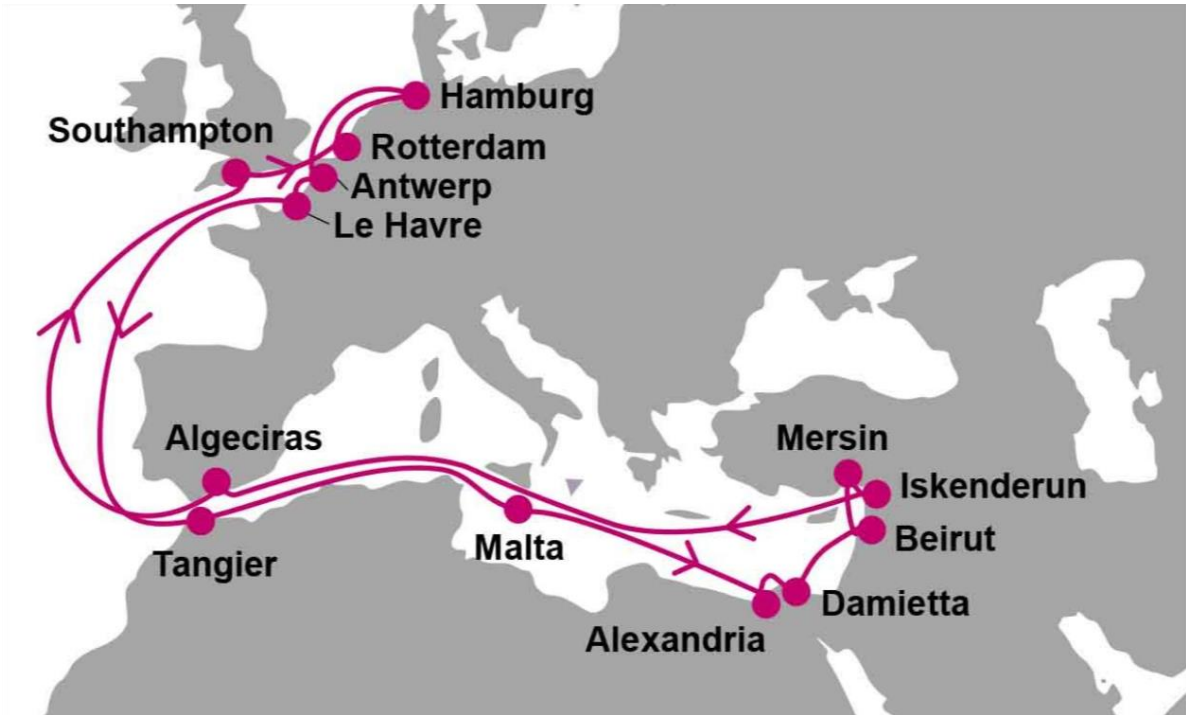 Hamburg
Southampton
Rotterdam
Antwerp
Le Havre
Algeciras
Mersin
Iskenderun
Beirut
Malta
Tangier
Damietta
Alexandria